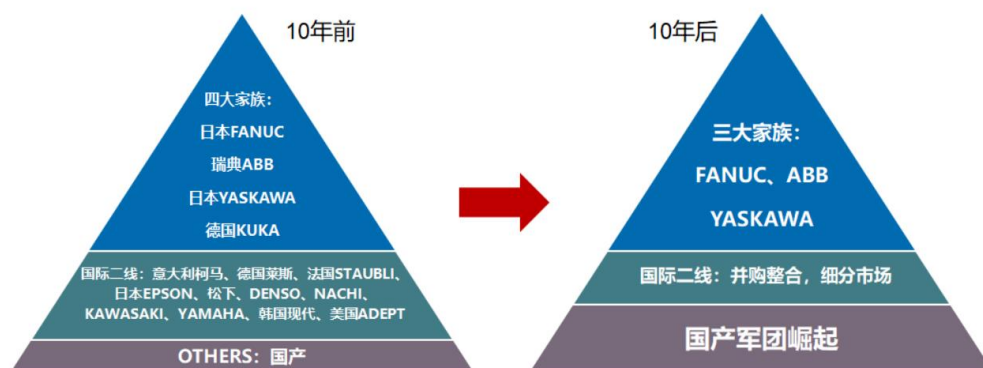 10年前
四大家族：
日本FANUC
瑞典ABB
日本YASKAWA
德国KUKA
国际二线：意大利柯马、德国莱斯、法国STAUBLI、
日本EPSON、松下、DENSO、NACHI、
KAWASAKI、YAMAHA、韩国现代、美国ADEPT
OTHERS：国产
10年后
三大家族：
FANUC、ABB
YASKAWA
国际二线：并购整合，细分市场
国产军团崛起